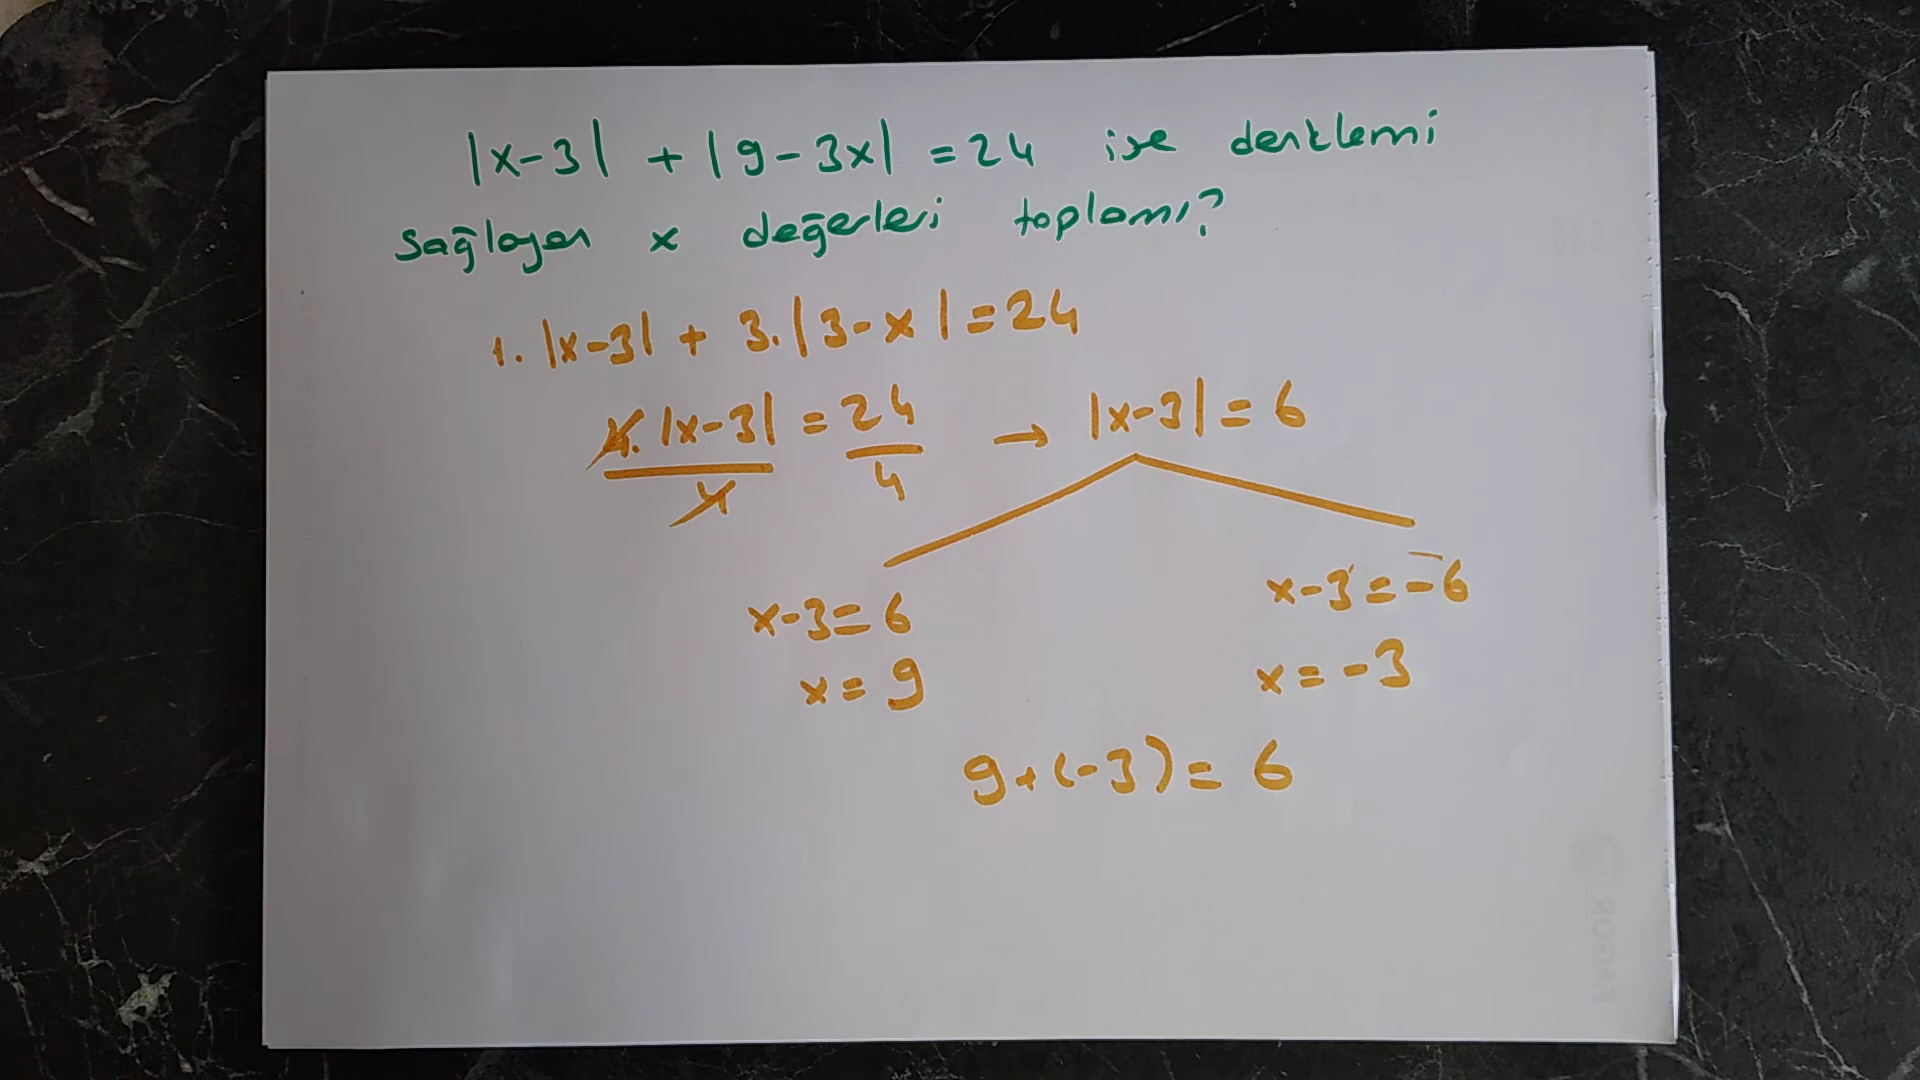 |x-3| + |9-3x| = 24 ise denklemi
sağlayan x değerleri toplamı?
1.|x-3| + 3.|3-x| = 24
4.|x-3| / 4 = 24 / 4 → |x-3| = 6
x-3=6
x-3=-6
x=9
x=-3
9+(-3)=6